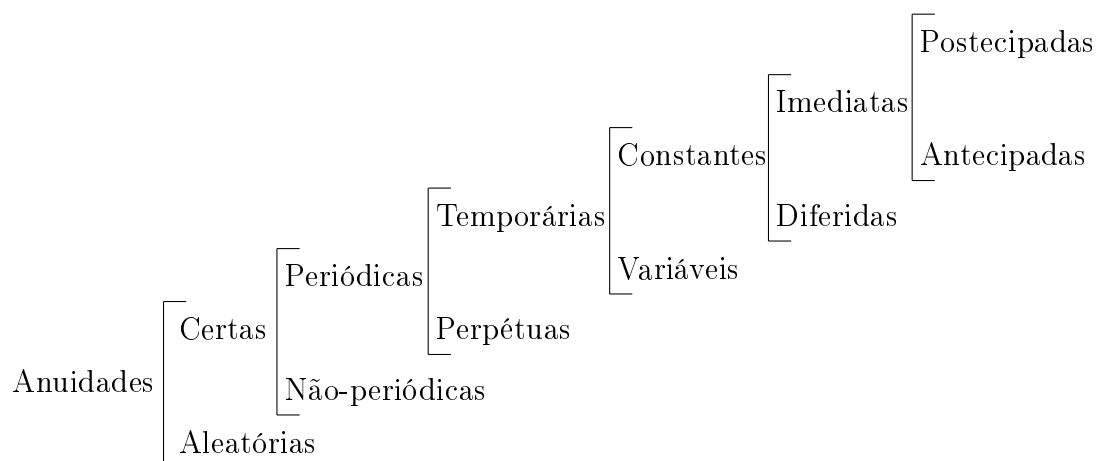 Postecipadas
Imediatas
Antecipadas
Constantes
Diferidas
Temporárias
Variáveis
Periódicas
Perpétuas
Certas
Não-periódicas
Anuidades
Aleatórias